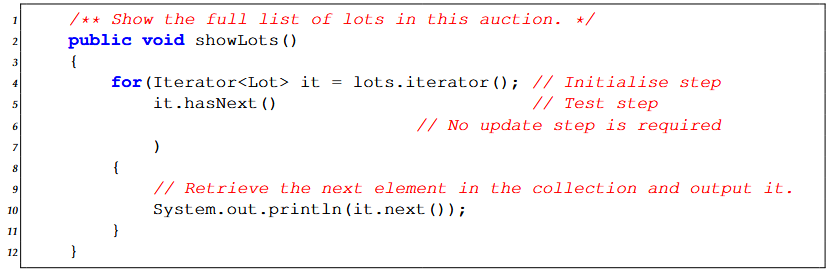 1 /** Show the full list of lots in this auction. */
2 public void showLots()
3 {
4 for(Iterator<Lot> it = lots.iterator(); // Initialise step
5 it.hasNext() // Test step
6 // No update step is required
7 )
8 {
9 // Retrieve the next element in the collection and output it.
10 System.out.println(it.next());
11 }
12 }